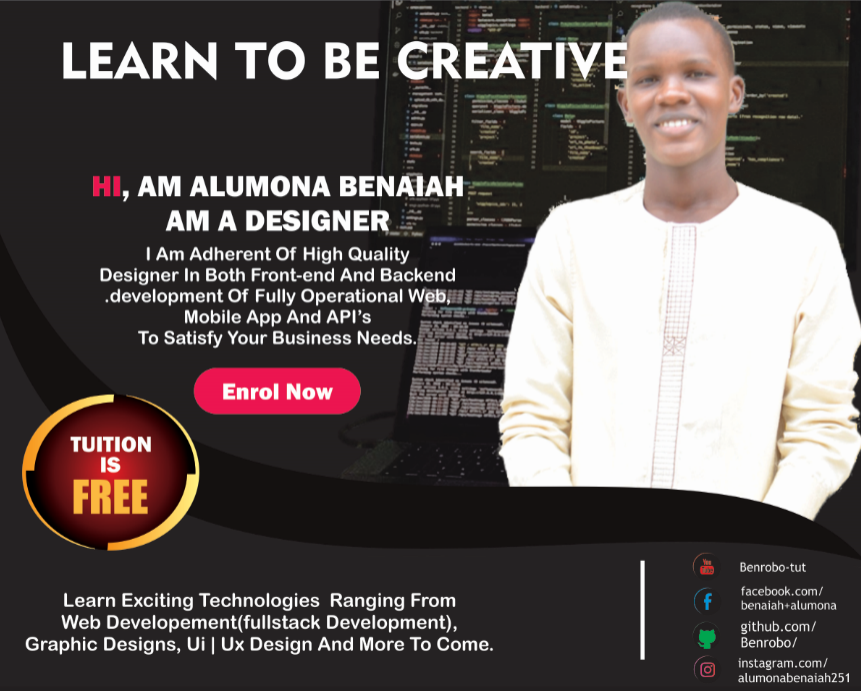 LEARN TO BE CREATIVE
HI, AM ALUMONA BENAIAH
AM A DESIGNER
I Am Adherent Of High Quality
Designer In Both Front-end And Backend
.development Of Fully Operational Web,
Mobile App And API's
To Satisfy Your Business Needs.
Enrol Now
TUITION
IS
FREE
Learn Exciting Technologies Ranging From
Web Developement(fullstack Development),
Graphic Designs, Ui | Ux Design And More To Come.
Benrobo-tut
facebook.com/
benaiah+alumona
github.com/
Benrobo/
instagram.com/
alumonabenaiah251